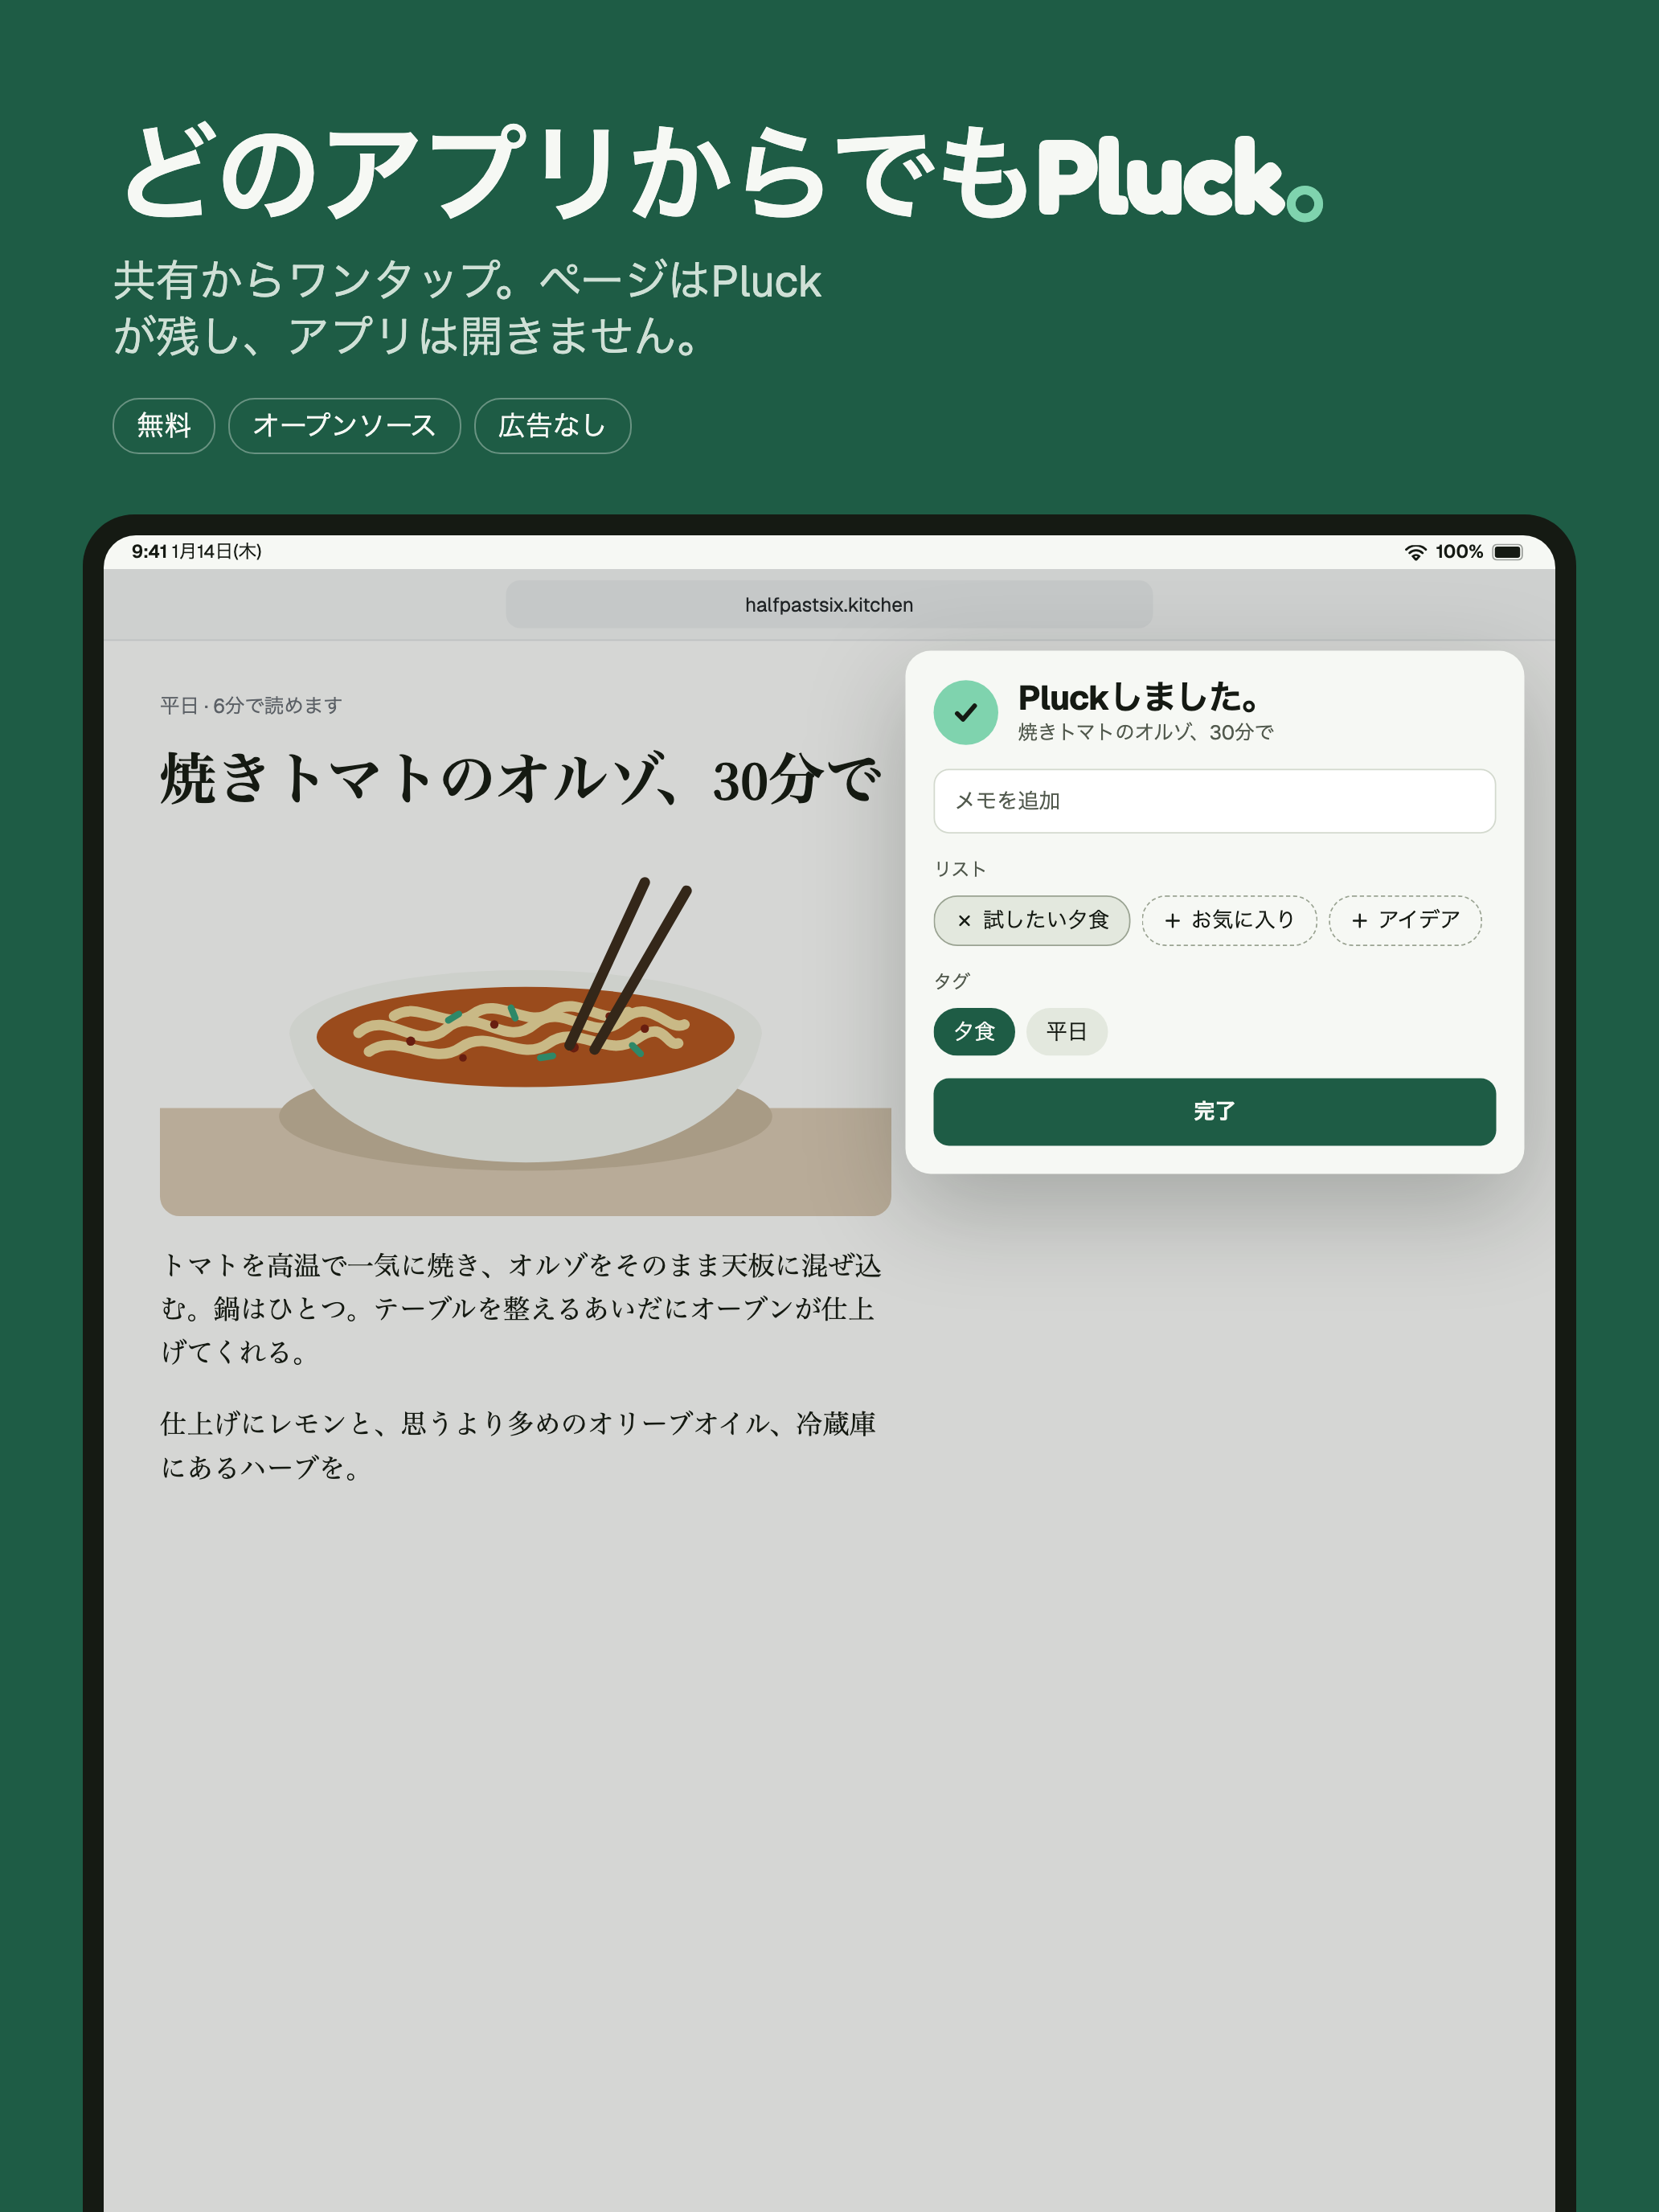 どのアプリからでもPluck。
共有からワンタップ。ページはPluck
が残し、アプリは開きません。
無料 オープンソース 広告なし
9:41 1月14日(木) 100%
halfpastsix.kitchen
平日 · 6分で読めます
焼きトマトのオルゾ、30分で
Pluckしました。
焼きトマトのオルゾ、30分で
メモを追加
リスト
× 試したい夕食 + お気に入り + アイデア
タグ
夕食 平日
完了
トマトを高温で一気に焼き、オルゾをそのまま天板に混ぜ込
む。鍋はひとつ。テーブルを整えるあいだにオーブンが仕上
げてくれる。
仕上げにレモンと、思うより多めのオリーブオイル、冷蔵庫
にあるハーブを。